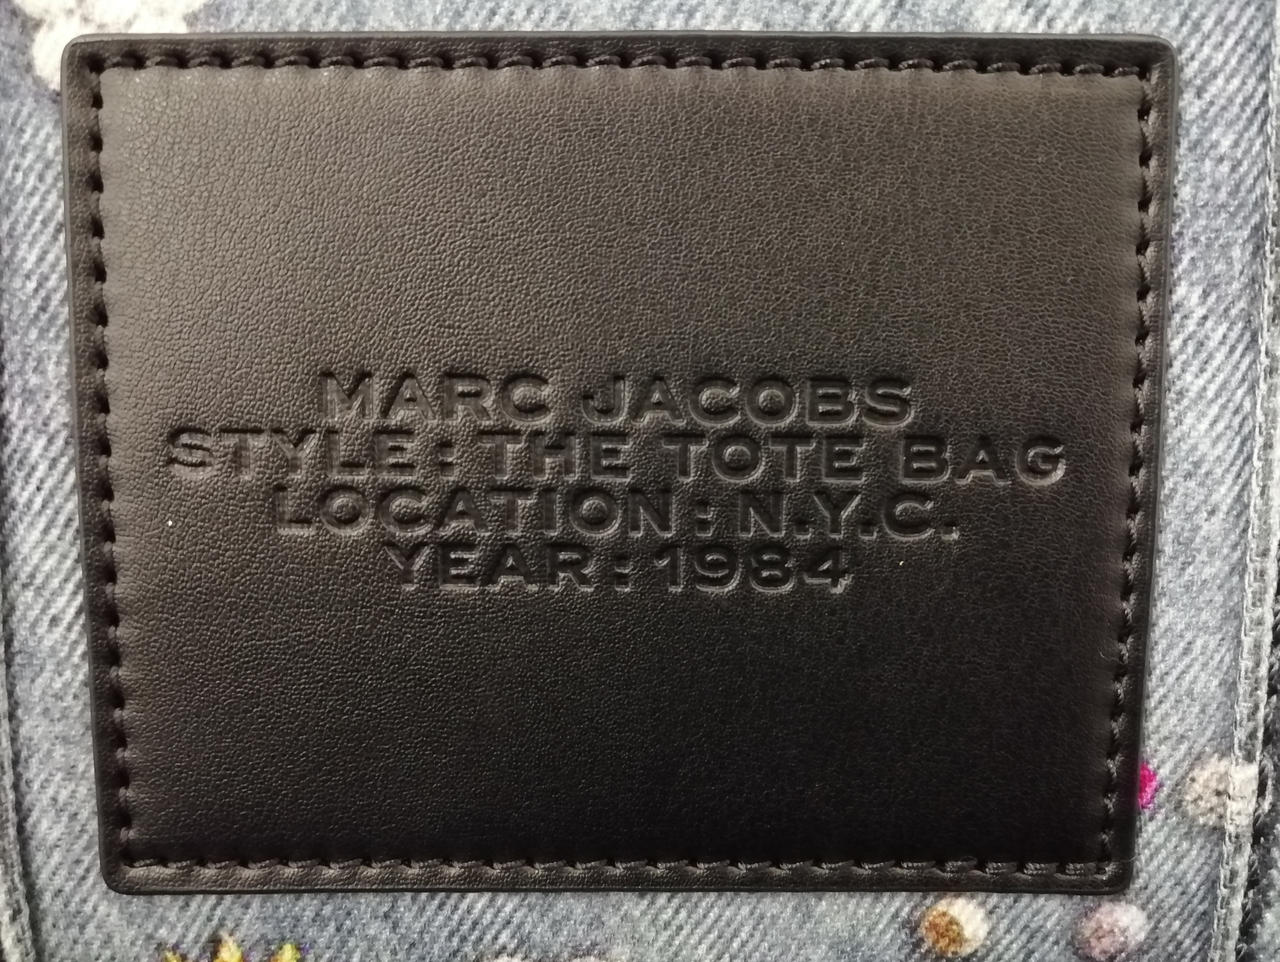 MARC JACOBS
STYLE: THE TOTE BAG
LOCATION: N.Y.C.
YEAR: 1984